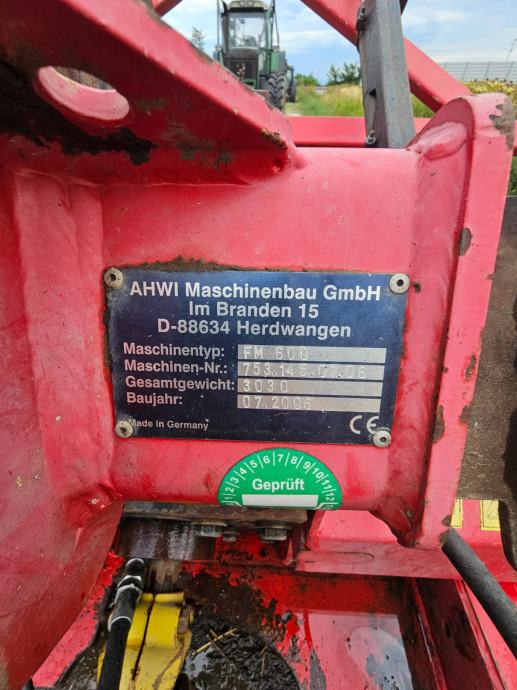 AHWI Maschinenbau GmbH
Im Branden 15
D-88634 Herdwangen
Maschinentyp: FM 600
Maschinen-Nr.: 753.145.07.06
Gesamtgewicht: 3030
Baujahr: 07.2006
Made in Germany CE
1 2 3 4 5 6 7 8 9 10 11 12
Geprüft